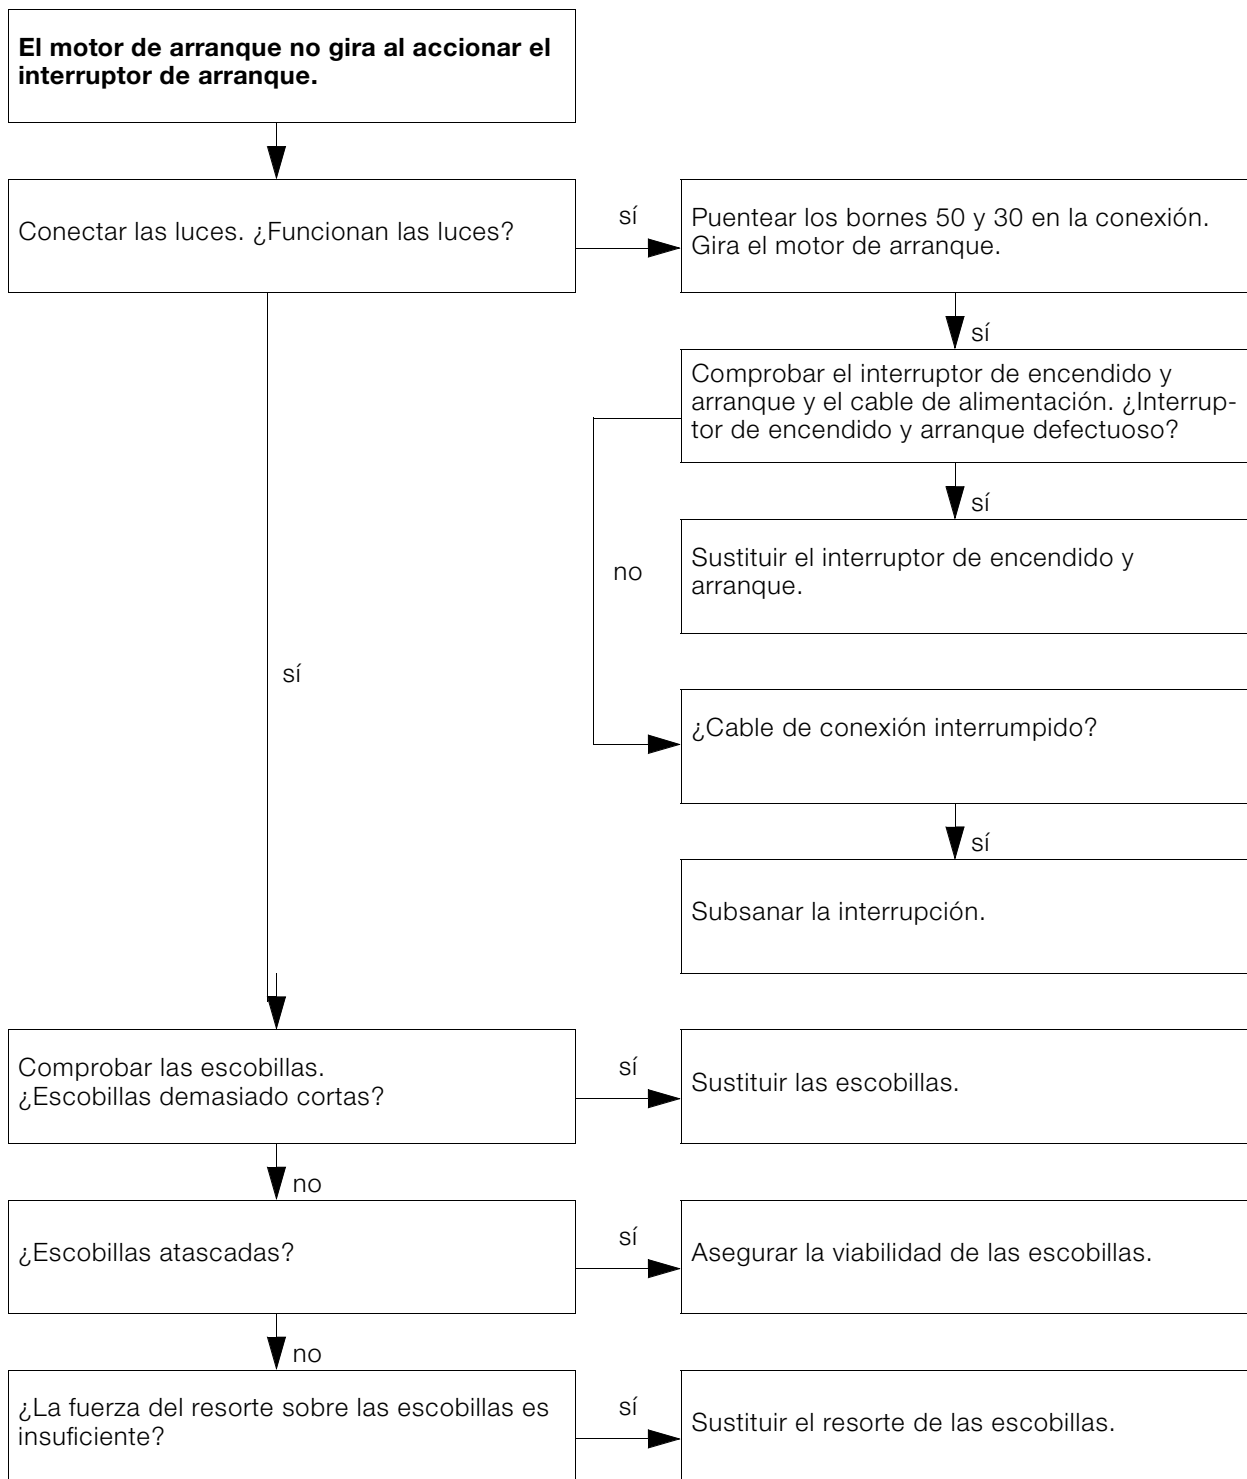 El motor de arranque no gira al accionar el
interruptor de arranque.
Conectar las luces. ¿Funcionan las luces?
sí
Puentear los bornes 50 y 30 en la conexión.
Gira el motor de arranque.
sí
Comprobar el interruptor de encendido y
arranque y el cable de alimentación. ¿Interrup-
tor de encendido y arranque defectuoso?
sí
Sustituir el interruptor de encendido y
arranque.
no
sí
¿Cable de conexión interrumpido?
sí
Subsanar la interrupción.
Comprobar las escobillas.
¿Escobillas demasiado cortas?
sí
Sustituir las escobillas.
no
¿Escobillas atascadas?
sí
Asegurar la viabilidad de las escobillas.
no
¿La fuerza del resorte sobre las escobillas es
insuficiente?
sí
Sustituir el resorte de las escobillas.